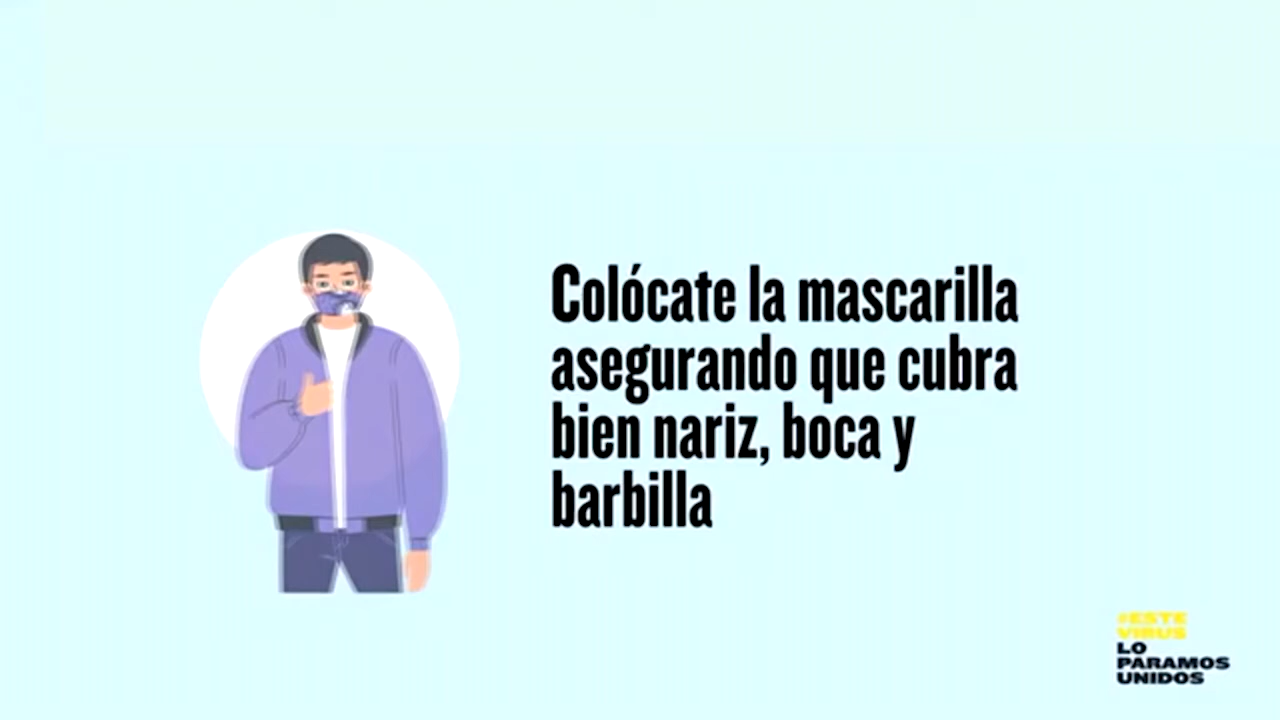 Colócate la mascarilla
asegurando que cubra
bien nariz, boca y
barbilla
#ESTE
VIRUS
LO
PARAMOS
UNIDOS